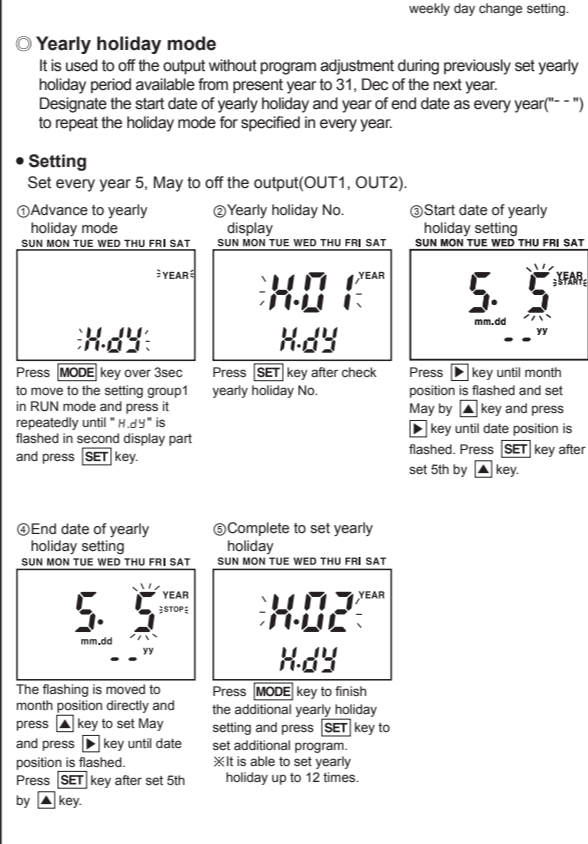 weekly day change setting.
◎ Yearly holiday mode
It is used to off the output without program adjustment during previously set yearly
holiday period available from present year to 31, Dec of the next year.
Designate the start date of yearly holiday and year of end date as every year("- - ")
to repeat the holiday mode for specified in every year.
● Setting
Set every year 5, May to off the output(OUT1, OUT2).
①Advance to yearly
holiday mode
SUN MON TUE WED THU FRI SAT
YEAR
H.dY
Press MODE key over 3sec
to move to the setting group1
in RUN mode and press it
repeatedly until " H.dY" is
flashed in second display part
and press SET key.
②Yearly holiday No.
display
SUN MON TUE WED THU FRI SAT
H.01 YEAR
H.dY
Press SET key after check
yearly holiday No.
③Start date of yearly
holiday setting
SUN MON TUE WED THU FRI SAT
YEAR
START
5. 5
mm.dd
- - yy
Press ▶ key until month
position is flashed and set
May by ▲ key and press
▶ key until date position is
flashed. Press SET key after
set 5th by ▲ key.
④End date of yearly
holiday setting
SUN MON TUE WED THU FRI SAT
YEAR
STOP
5. 5
mm.dd
- - yy
The flashing is moved to
month position directly and
press ▲ key to set May
and press ▶ key until date
position is flashed.
Press SET key after set 5th
by ▲ key.
⑤Complete to set yearly
holiday
SUN MON TUE WED THU FRI SAT
H.02 YEAR
H.dY
Press MODE key to finish
the additional yearly holiday
setting and press SET key to
set additional program.
※It is able to set yearly
holiday up to 12 times.